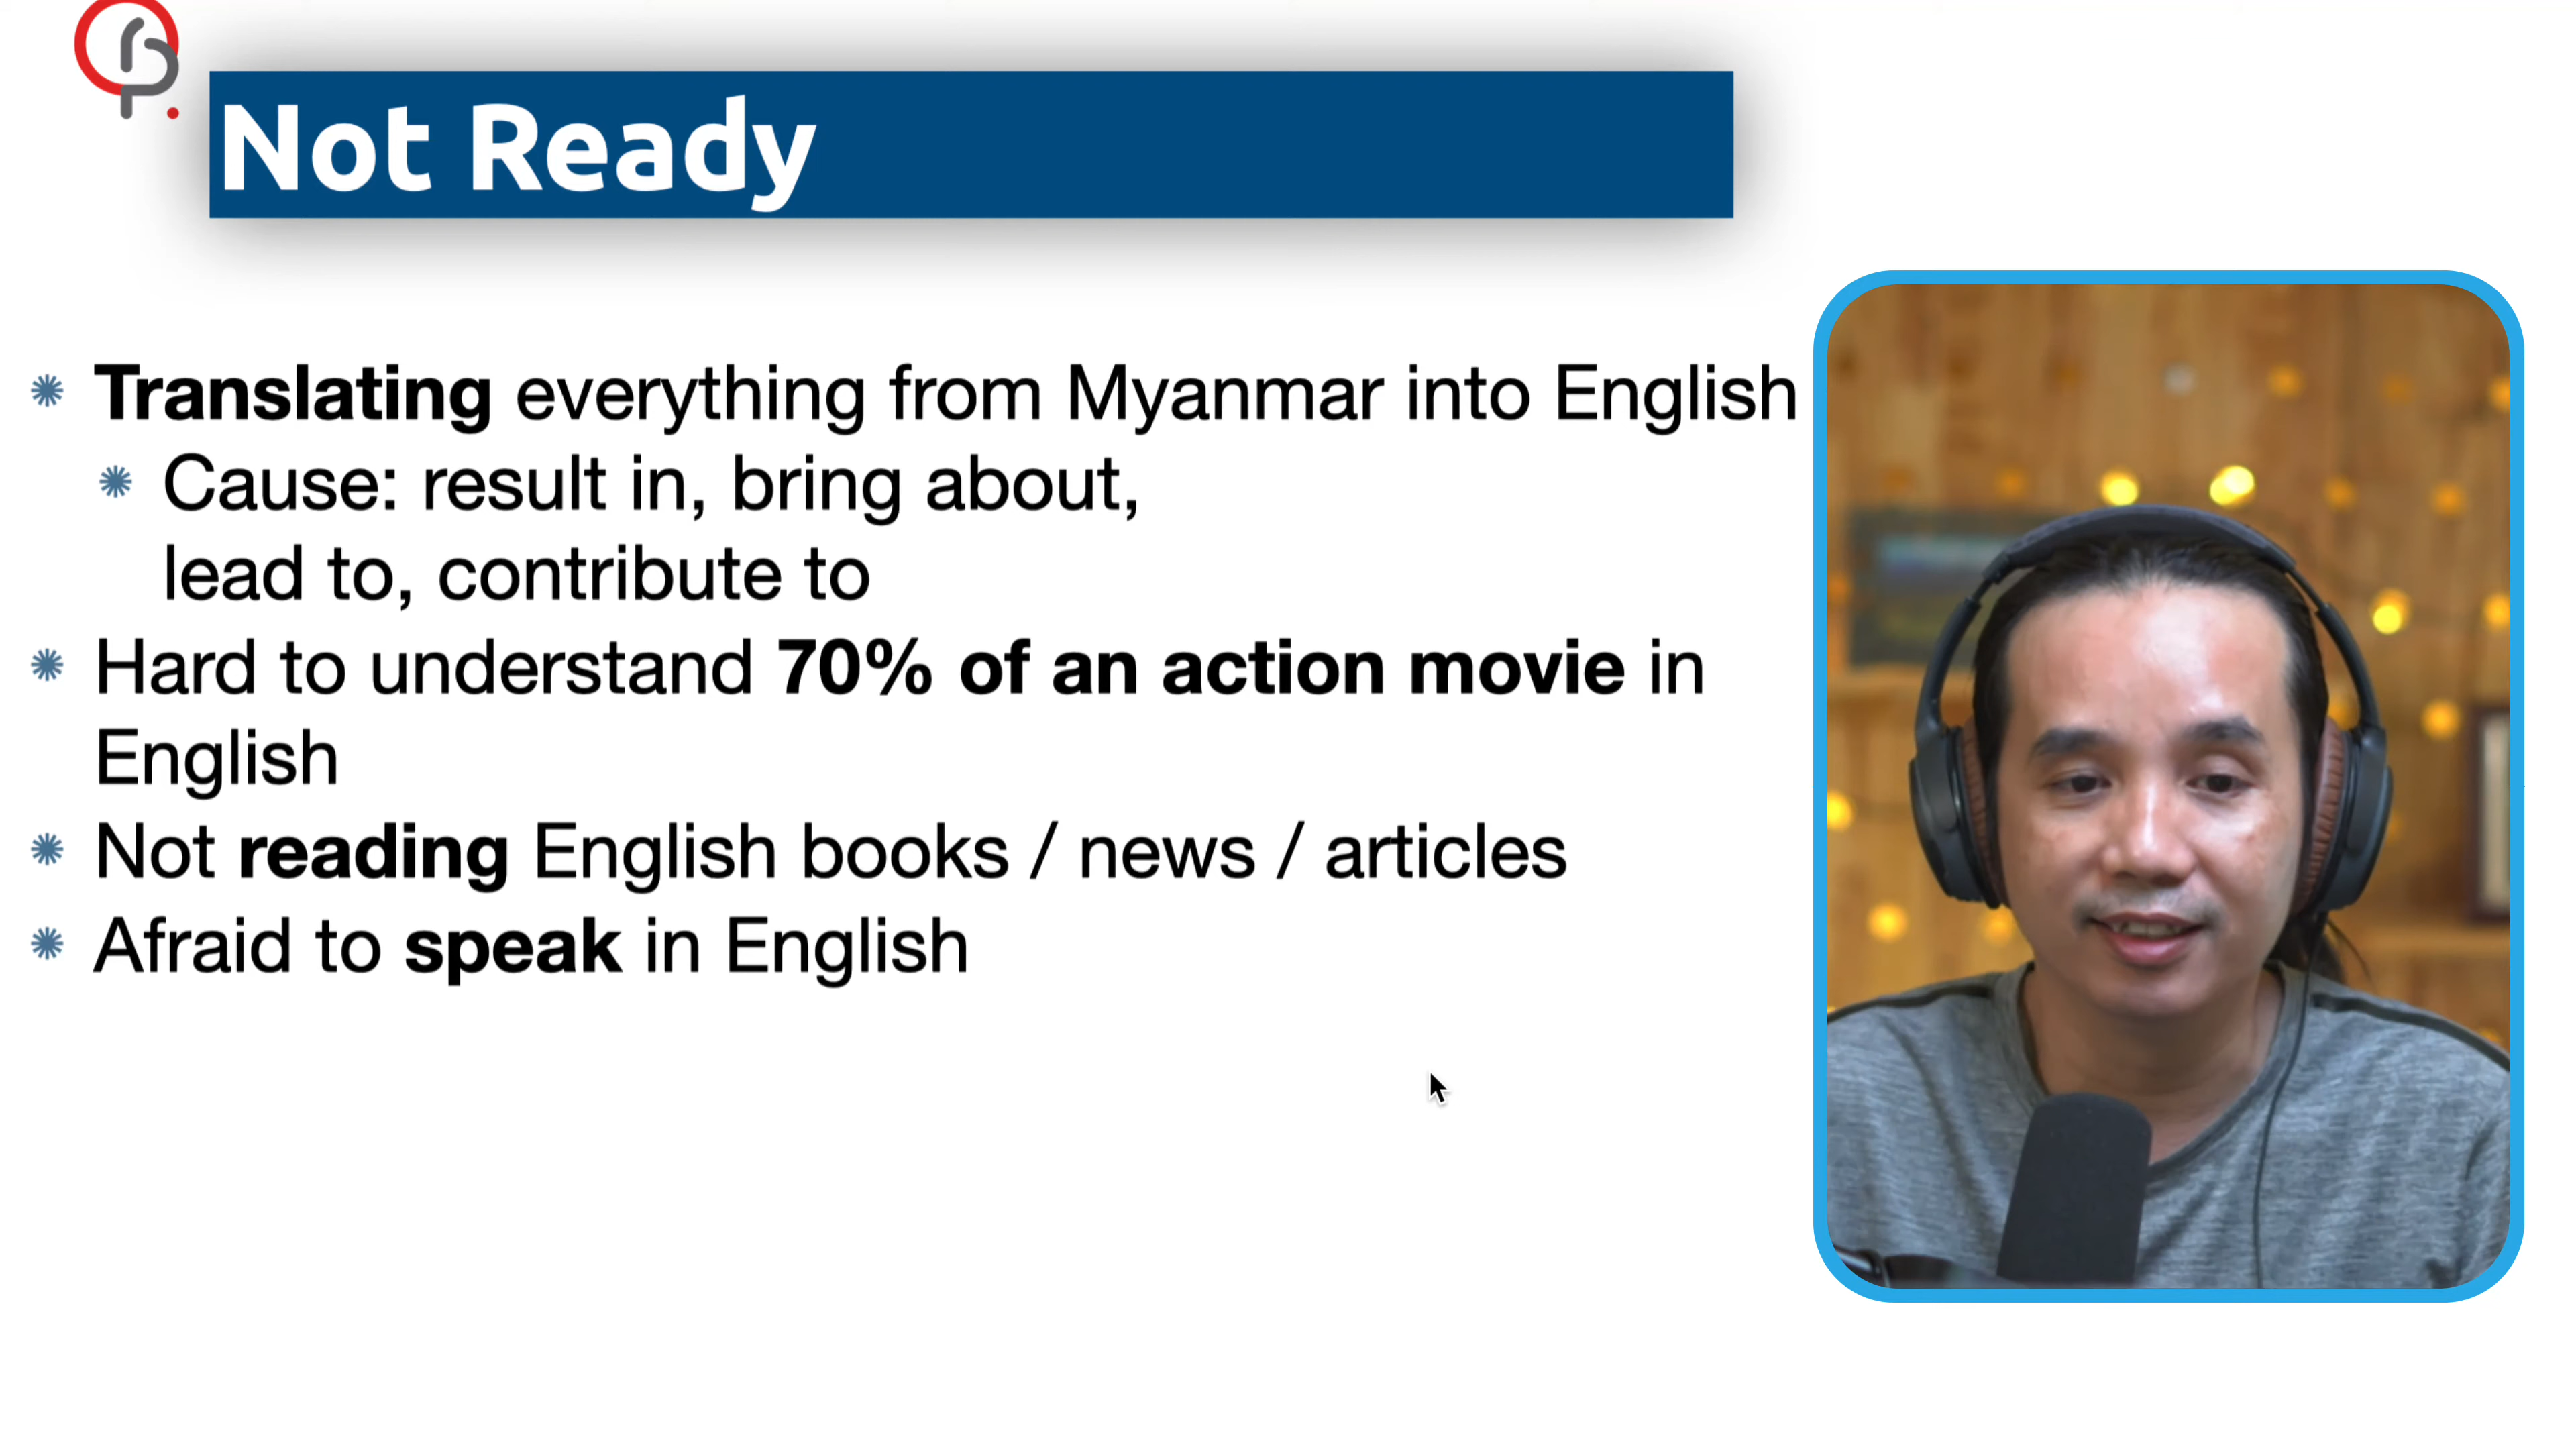 Not Ready
Translating everything from Myanmar into English
Cause: result in, bring about,
lead to, contribute to
Hard to understand 70% of an action movie in
English
Not reading English books / news / articles
Afraid to speak in English